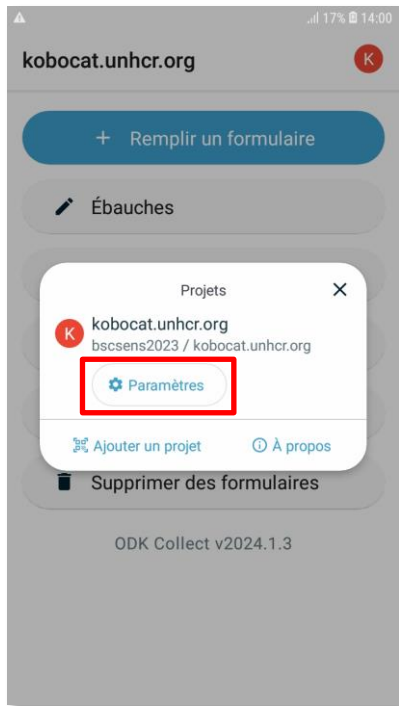 17% 14:00
kobocat.unhcr.org
K
+ Remplir un formulaire
Ébauches
Projets
K
kobocat.unhcr.org
bscsens2023 / kobocat.unhcr.org
Paramètres
Ajouter un projet
À propos
Supprimer des formulaires
ODK Collect v2024.1.3